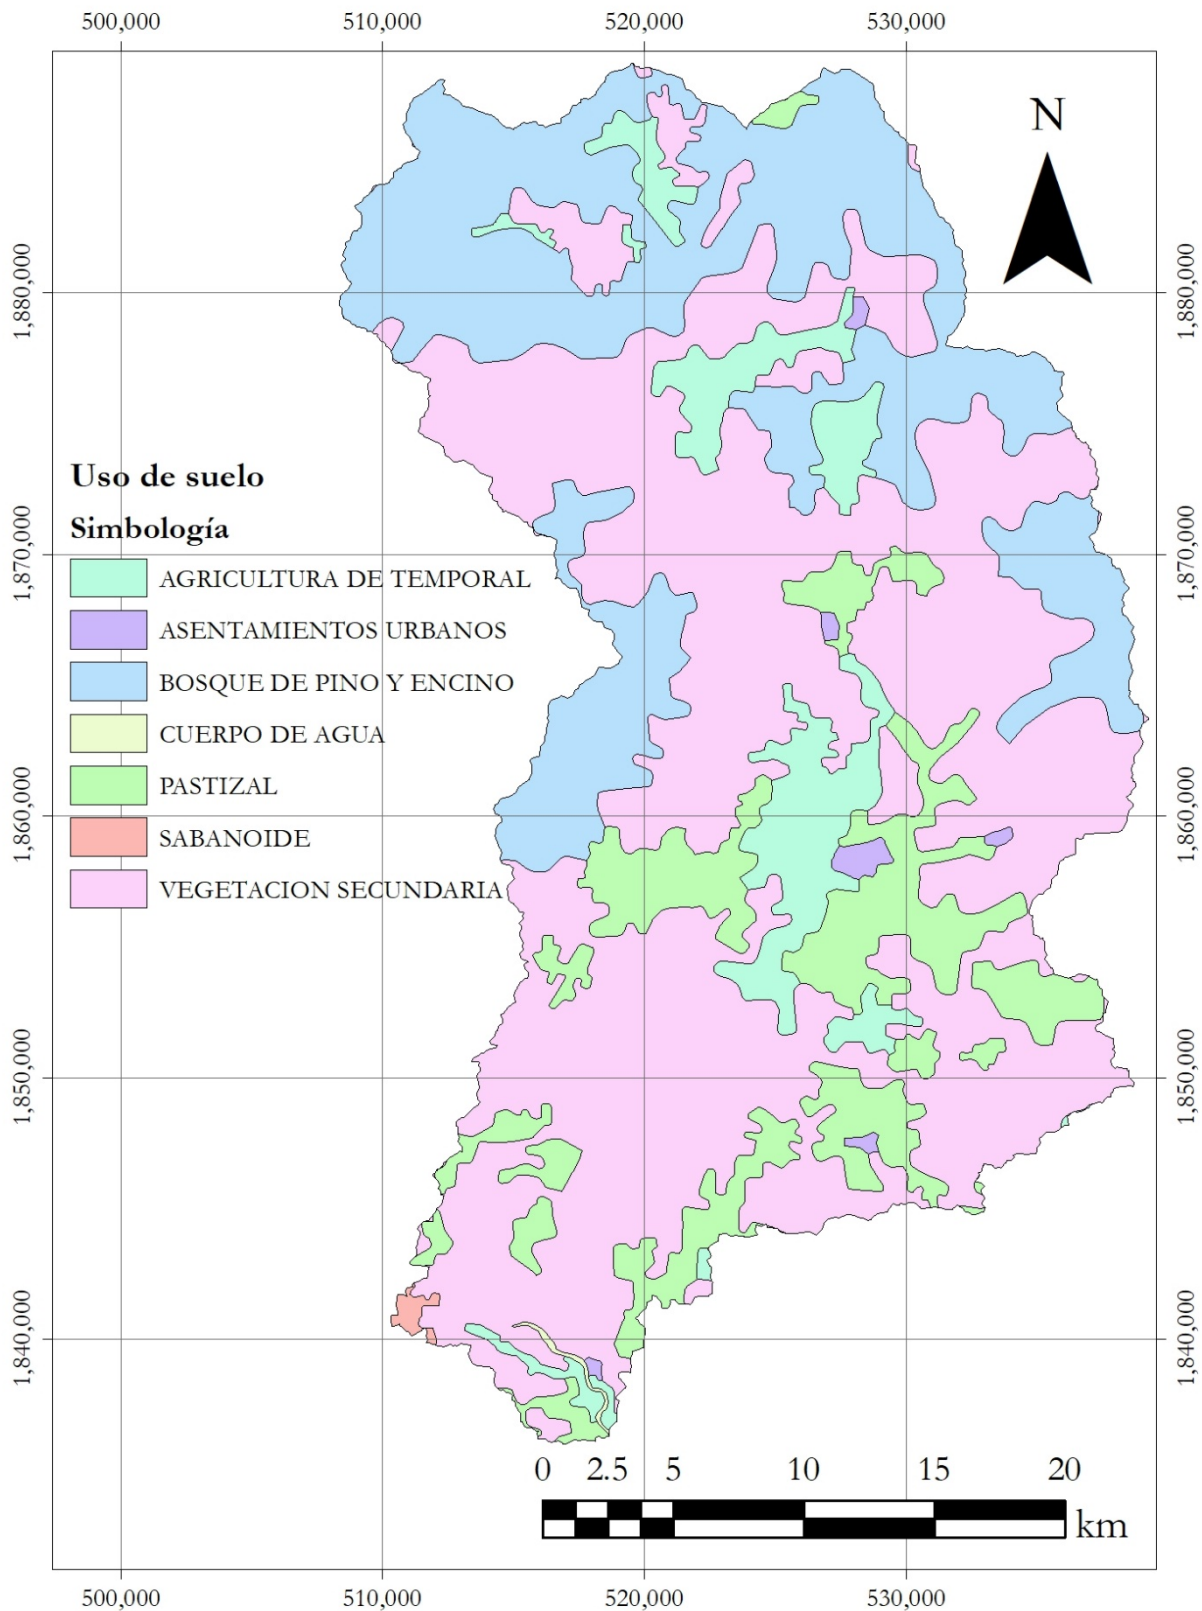 500,000 510,000 520,000 530,000
N
1,880,000 1,880,000
Uso de suelo
Simbología
1,870,000 1,870,000
AGRICULTURA DE TEMPORAL
ASENTAMIENTOS URBANOS
BOSQUE DE PINO Y ENCINO
CUERPO DE AGUA
PASTIZAL
1,860,000 1,860,000
SABANOIDE
VEGETACION SECUNDARIA
1,850,000 1,850,000
1,840,000 1,840,000
0 2.5 5 10 15 20
km
500,000 510,000 520,000 530,000